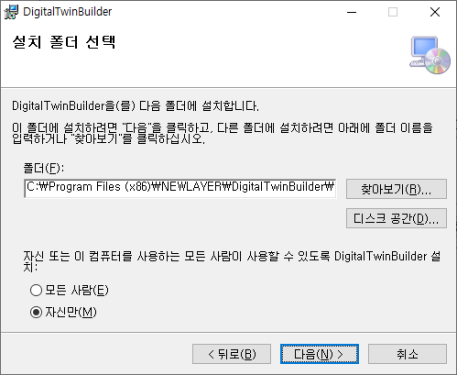 DigitalTwinBuilder
설치 폴더 선택
DigitalTwinBuilder을(를) 다음 폴더에 설치합니다.
이 폴더에 설치하려면 "다음"을 클릭하고, 다른 폴더에 설치하려면 아래에 폴더 이름을
입력하거나 "찾아보기"를 클릭하십시오.
폴더(F):
C:₩Program Files (x86)₩NEWLAYER₩DigitalTwinBuilder₩
찾아보기(R)...
디스크 공간(D)...
자신 또는 이 컴퓨터를 사용하는 모든 사람이 사용할 수 있도록 DigitalTwinBuilder 설
치:
모든 사람(E)
자신만(M)
< 뒤로(B)
다음(N) >
취소